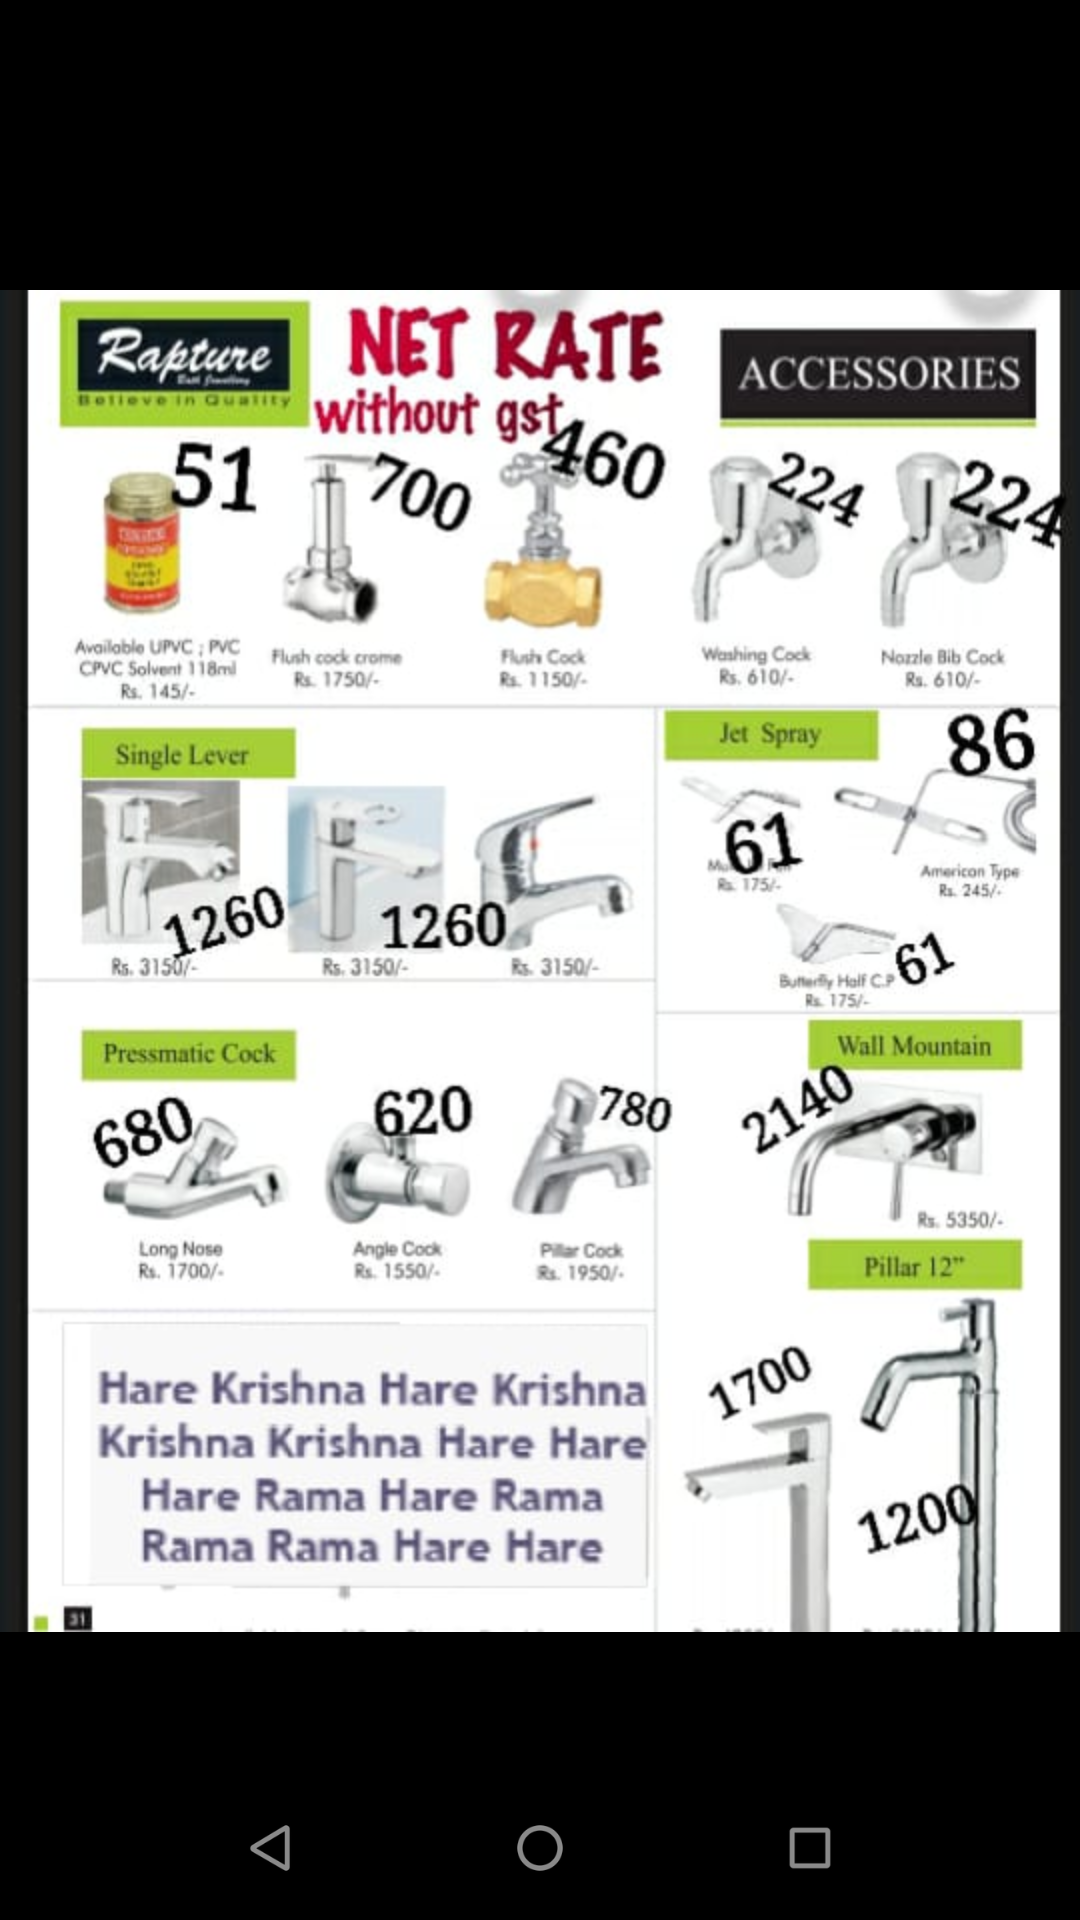 Rapture
Bath Jewellery
Believe in Quality
NET RATE
without gst
ACCESSORIES
51
700
460
224
224
Available UPVC ; PVC
CPVC Solvent 118ml
Rs. 145/-
Flush cock crome
Rs. 1750/-
Flush Cock
Rs. 1150/-
Washing Cock
Rs. 610/-
Nozzle Bib Cock
Rs. 610/-
Single Lever
1260
1260
Rs. 3150/-
Rs. 3150/-
Rs. 3150/-
Jet Spray
86
61
Rs. 175/-
American Type
Rs. 245/-
61
Butterfly Half C.P
Rs. 175/-
Pressmatic Cock
680
620
780
Long Nose
Rs. 1700/-
Angle Cock
Rs. 1550/-
Pillar Cock
Rs. 1950/-
Wall Mountain
2140
Rs. 5350/-
Pillar 12”
1700
1200
Hare Krishna Hare Krishna
Krishna Krishna Hare Hare
Hare Rama Hare Rama
Rama Rama Hare Hare
31